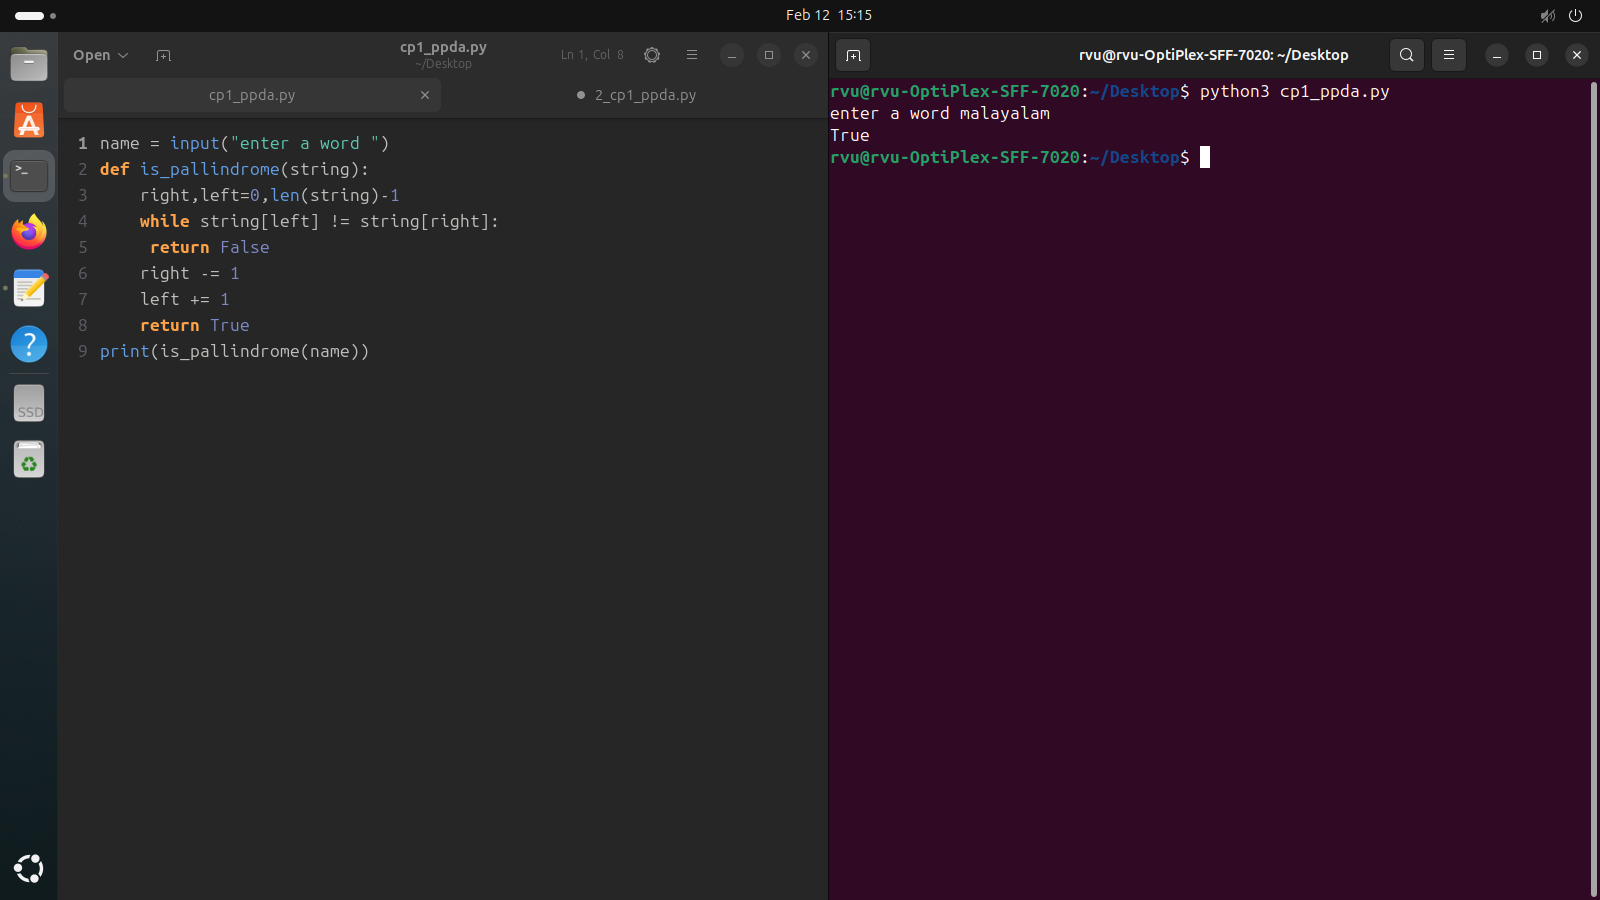 Feb 12 15:15
Open
cp1_ppda.py
~/Desktop
Ln 1, Col 8
cp1_ppda.py
2_cp1_ppda.py
1 name = input("enter a word ")
2 def is_pallindrome(string):
3     right,left=0,len(string)-1
4     while string[left] != string[right]:
5      return False
6     right -= 1
7     left += 1
8     return True
9 print(is_pallindrome(name))
rvu@rvu-OptiPlex-SFF-7020: ~/Desktop
rvu@rvu-OptiPlex-SFF-7020:~/Desktop$ python3 cp1_ppda.py
enter a word malayalam
True
rvu@rvu-OptiPlex-SFF-7020:~/Desktop$
>_
?
SSD